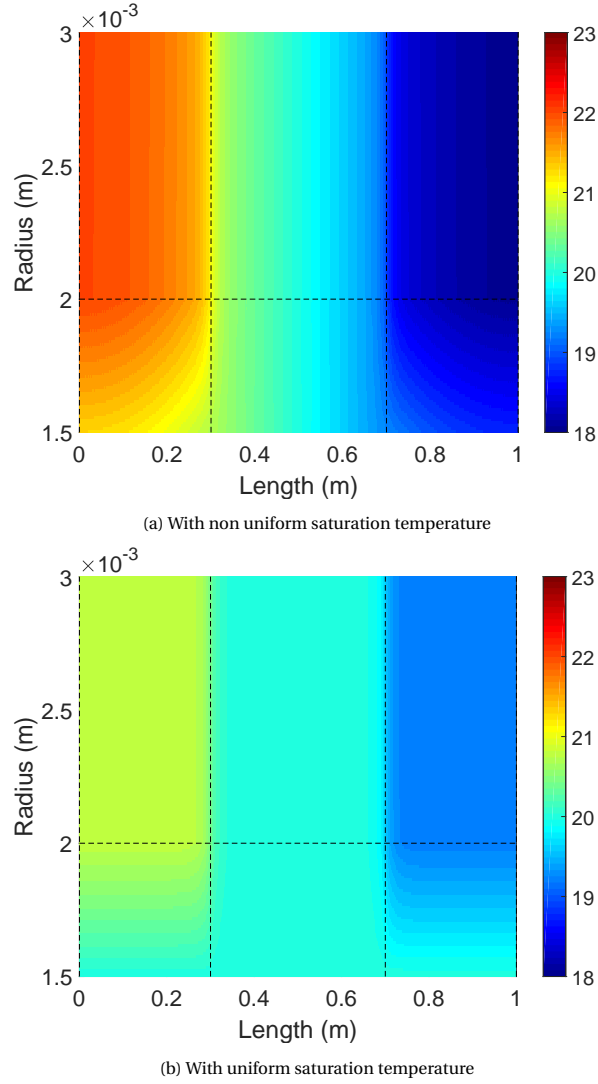 ×10⁻³
3
2.5
2
1.5
Radius (m)
0 0.2 0.4 0.6 0.8 1
Length (m)
23
22
21
20
19
18
(a) With non uniform saturation temperature
×10⁻³
3
2.5
2
1.5
Radius (m)
0 0.2 0.4 0.6 0.8 1
Length (m)
23
22
21
20
19
18
(b) With uniform saturation temperature